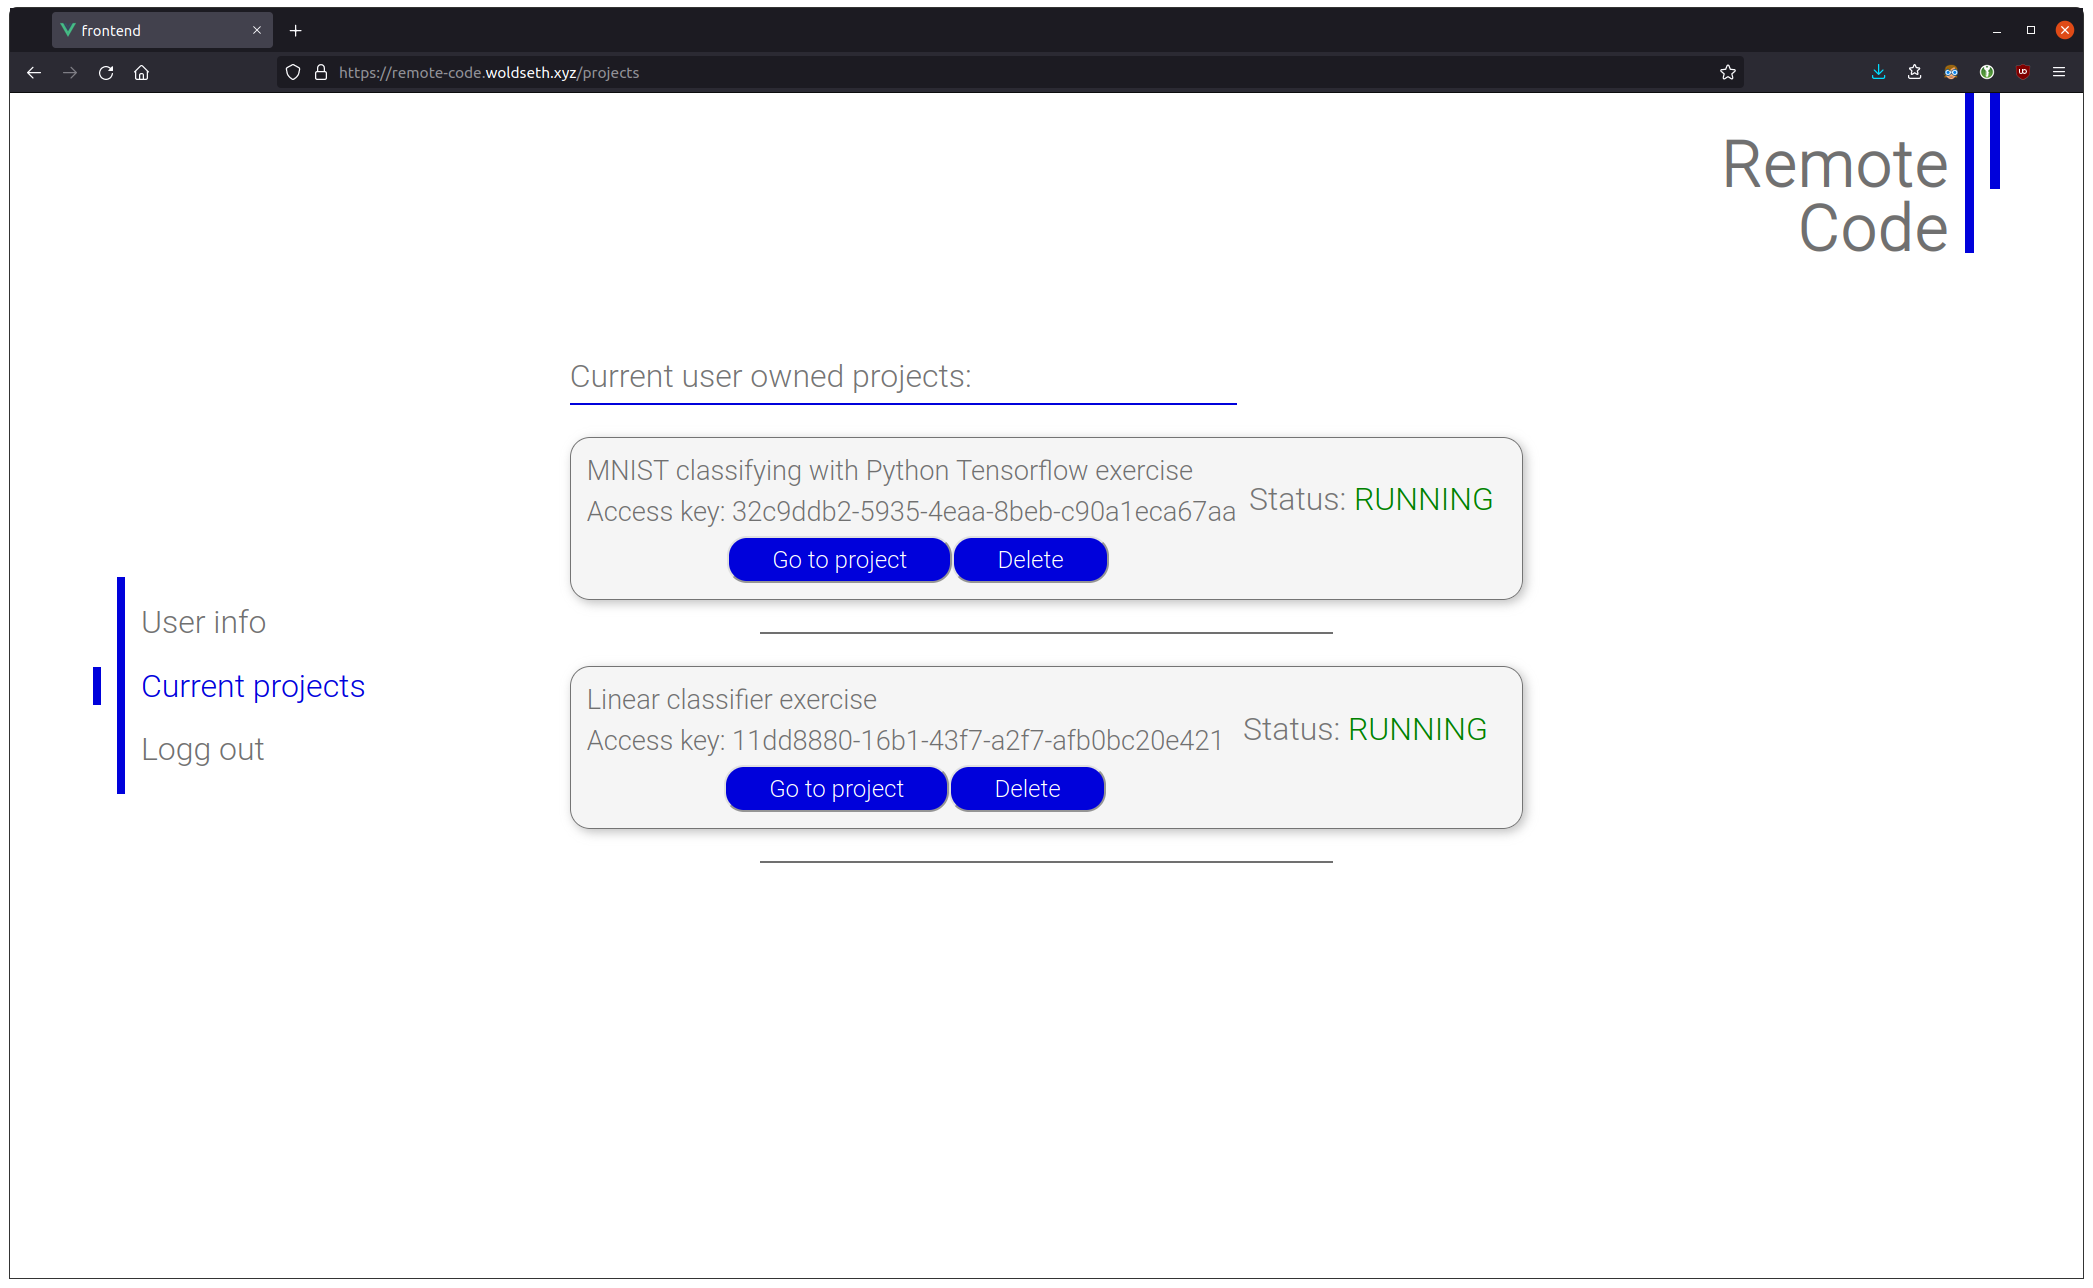 frontend
https://remote-code.woldseth.xyz/projects
Remote
Code
Current user owned projects:
MNIST classifying with Python Tensorflow exercise
Access key: 32c9ddb2-5935-4eaa-8beb-c90a1eca67aa
Status: RUNNING
Go to project
Delete
User info
Current projects
Logg out
Linear classifier exercise
Access key: 11dd8880-16b1-43f7-a2f7-afb0bc20e421
Status: RUNNING
Go to project
Delete